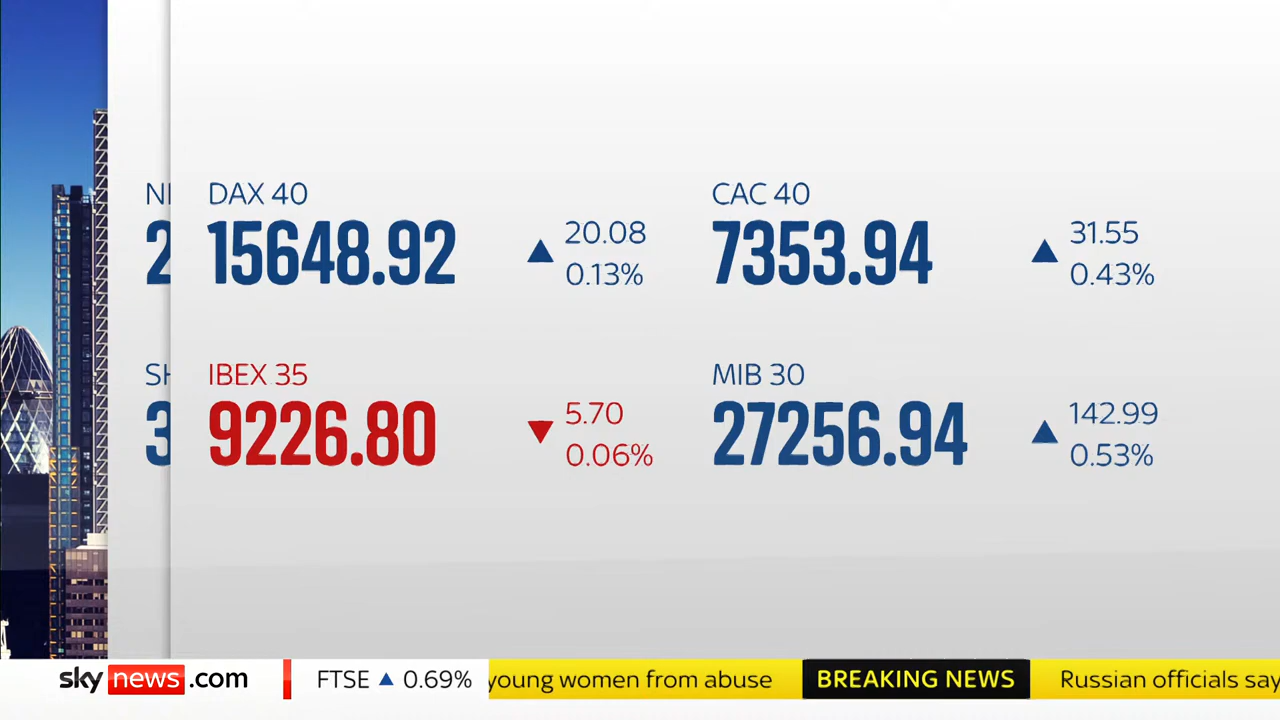 DAX 40
15648.92
20.08
0.13%
CAC 40
7353.94
31.55
0.43%
IBEX 35
9226.80
5.70
0.06%
MIB 30
27256.94
142.99
0.53%
sky news .com
FTSE 0.69%
young women from abuse
BREAKING NEWS
Russian officials say